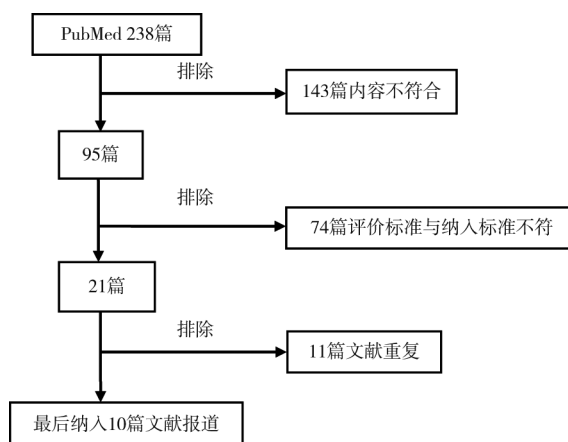 PubMed 238篇
排除
143篇内容不符合
95篇
排除
74篇评价标准与纳入标准不符
21篇
排除
11篇文献重复
最后纳入10篇文献报道